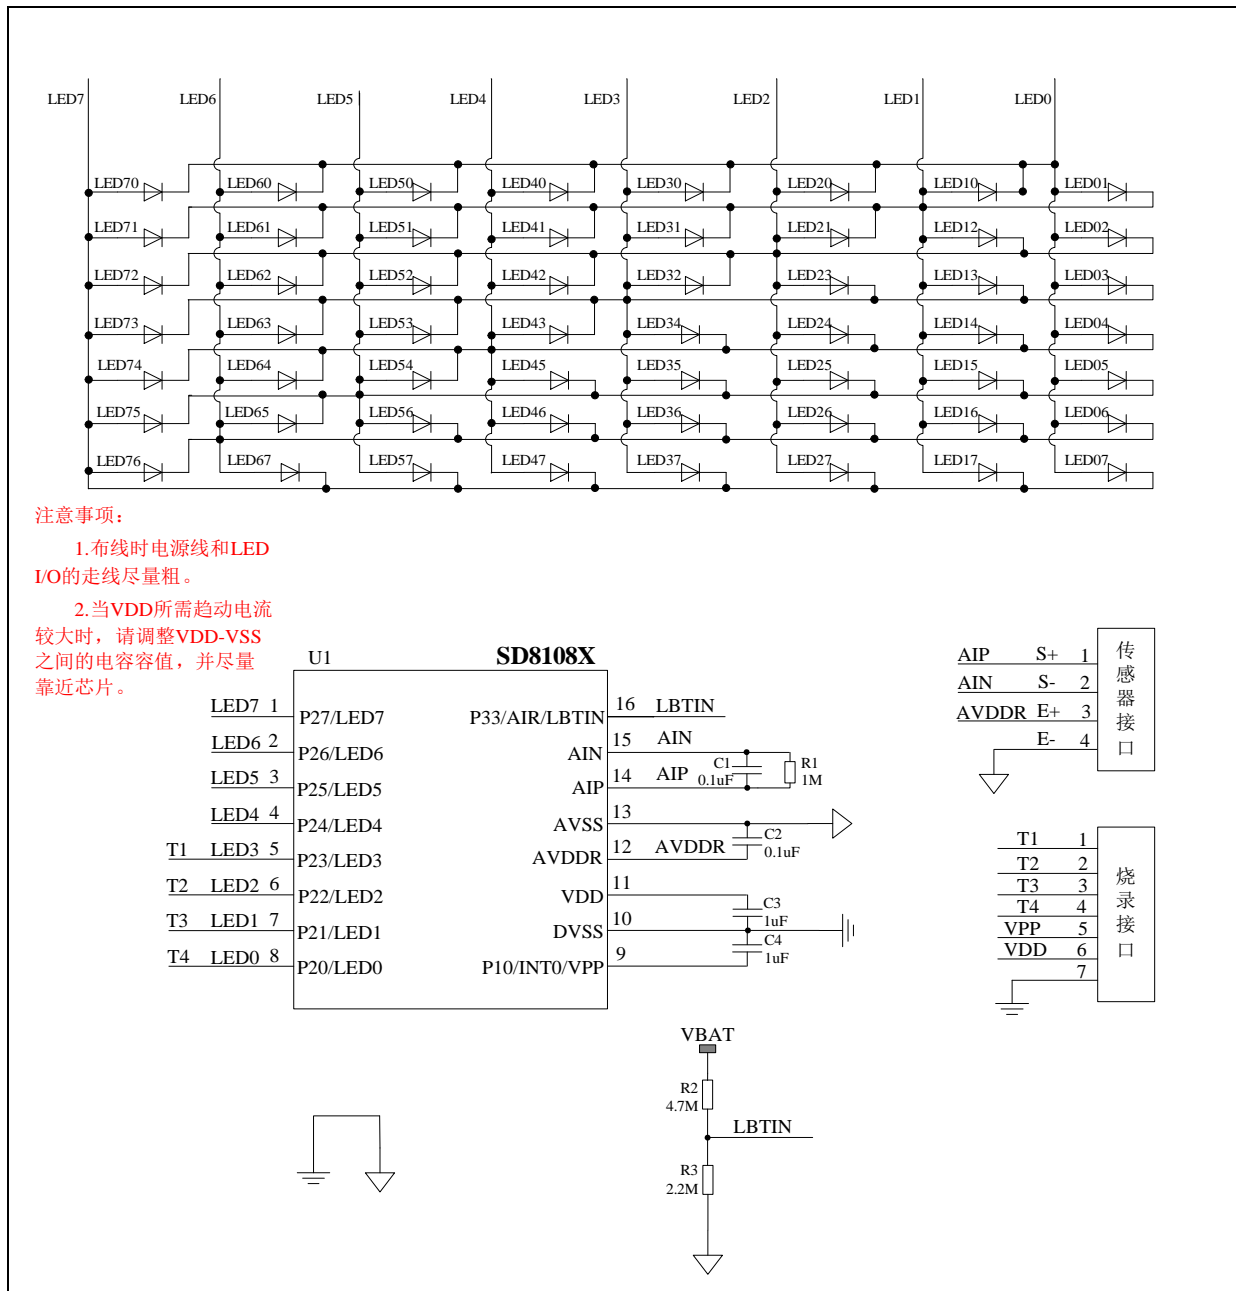 LED7 LED6 LED5 LED4 LED3 LED2 LED1 LED0
LED70 LED60 LED50 LED40 LED30 LED20 LED10 LED01
LED71 LED61 LED51 LED41 LED31 LED21 LED12 LED02
LED72 LED62 LED52 LED42 LED32 LED23 LED13 LED03
LED73 LED63 LED53 LED43 LED34 LED24 LED14 LED04
LED74 LED64 LED54 LED45 LED35 LED25 LED15 LED05
LED75 LED65 LED56 LED46 LED36 LED26 LED16 LED06
LED76 LED67 LED57 LED47 LED37 LED27 LED17 LED07
注意事项：
1.布线时电源线和LED
I/O的走线尽量粗。
2.当VDD所需趋动电流
较大时，请调整VDD-VSS
之间的电容容值，并尽量
靠近芯片。
U1 SD8108X
LED7 1 P27/LED7
LED6 2 P26/LED6
LED5 3 P25/LED5
LED4 4 P24/LED4
T1 LED3 5 P23/LED3
T2 LED2 6 P22/LED2
T3 LED1 7 P21/LED1
T4 LED0 8 P20/LED0
P33/AIR/LBTIN 16 LBTIN
AIN 15 AIN
AIP 14 AIP
AVSS 13
AVDDR 12 AVDDR
VDD 11
DVSS 10
P10/INT0/VPP 9
C1
0.1uF
R1
1M
C2
0.1uF
C3
1uF
C4
1uF
AIP S+ 1
AIN S- 2
AVDDR E+ 3
E- 4
传感器接口
T1 1
T2 2
T3 3
T4 4
VPP 5
VDD 6
7
烧录接口
VBAT
R2
4.7M
LBTIN
R3
2.2M